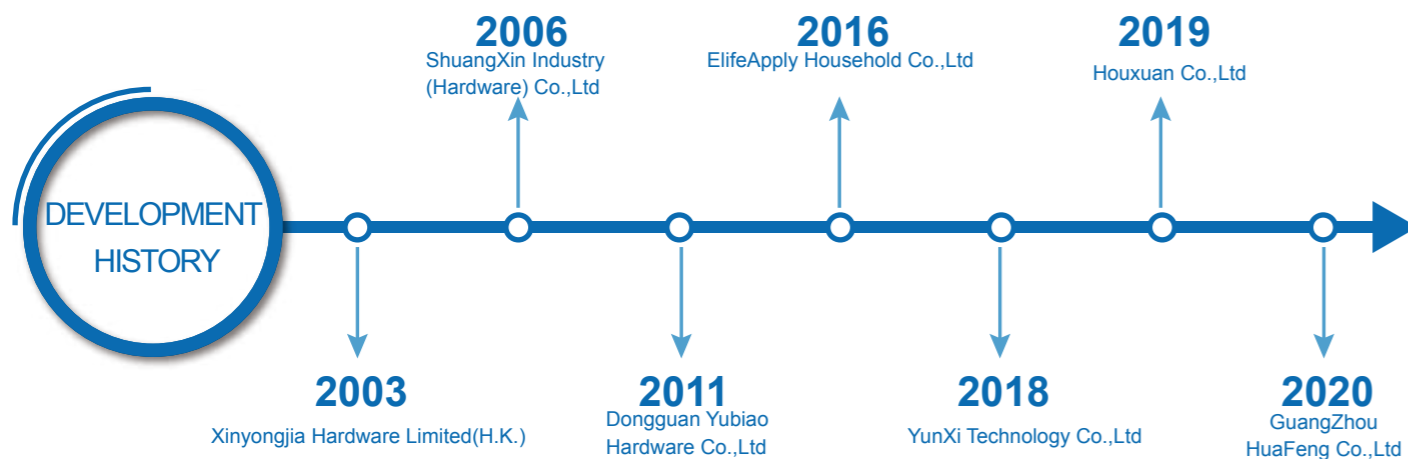 DEVELOPMENT
HISTORY
2003
Xinyongjia Hardware Limited(H.K.)
2006
ShuangXin Industry
(Hardware) Co.,Ltd
2011
Dongguan Yubiao
Hardware Co.,Ltd
2016
ElifeApply Household Co.,Ltd
2018
YunXi Technology Co.,Ltd
2019
Houxuan Co.,Ltd
2020
GuangZhou
HuaFeng Co.,Ltd